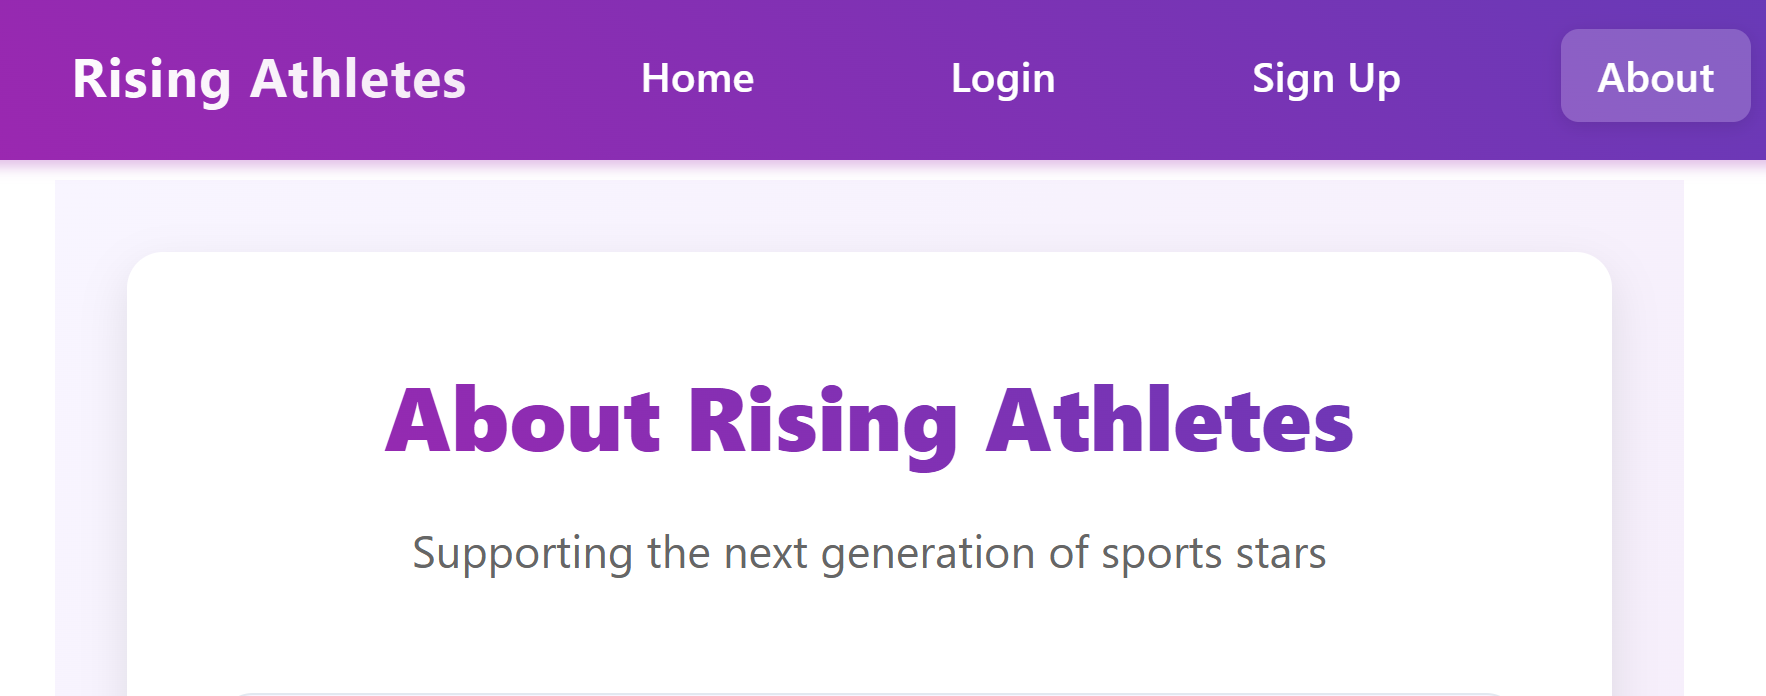 Rising Athletes Home Login Sign Up About
About Rising Athletes
Supporting the next generation of sports stars